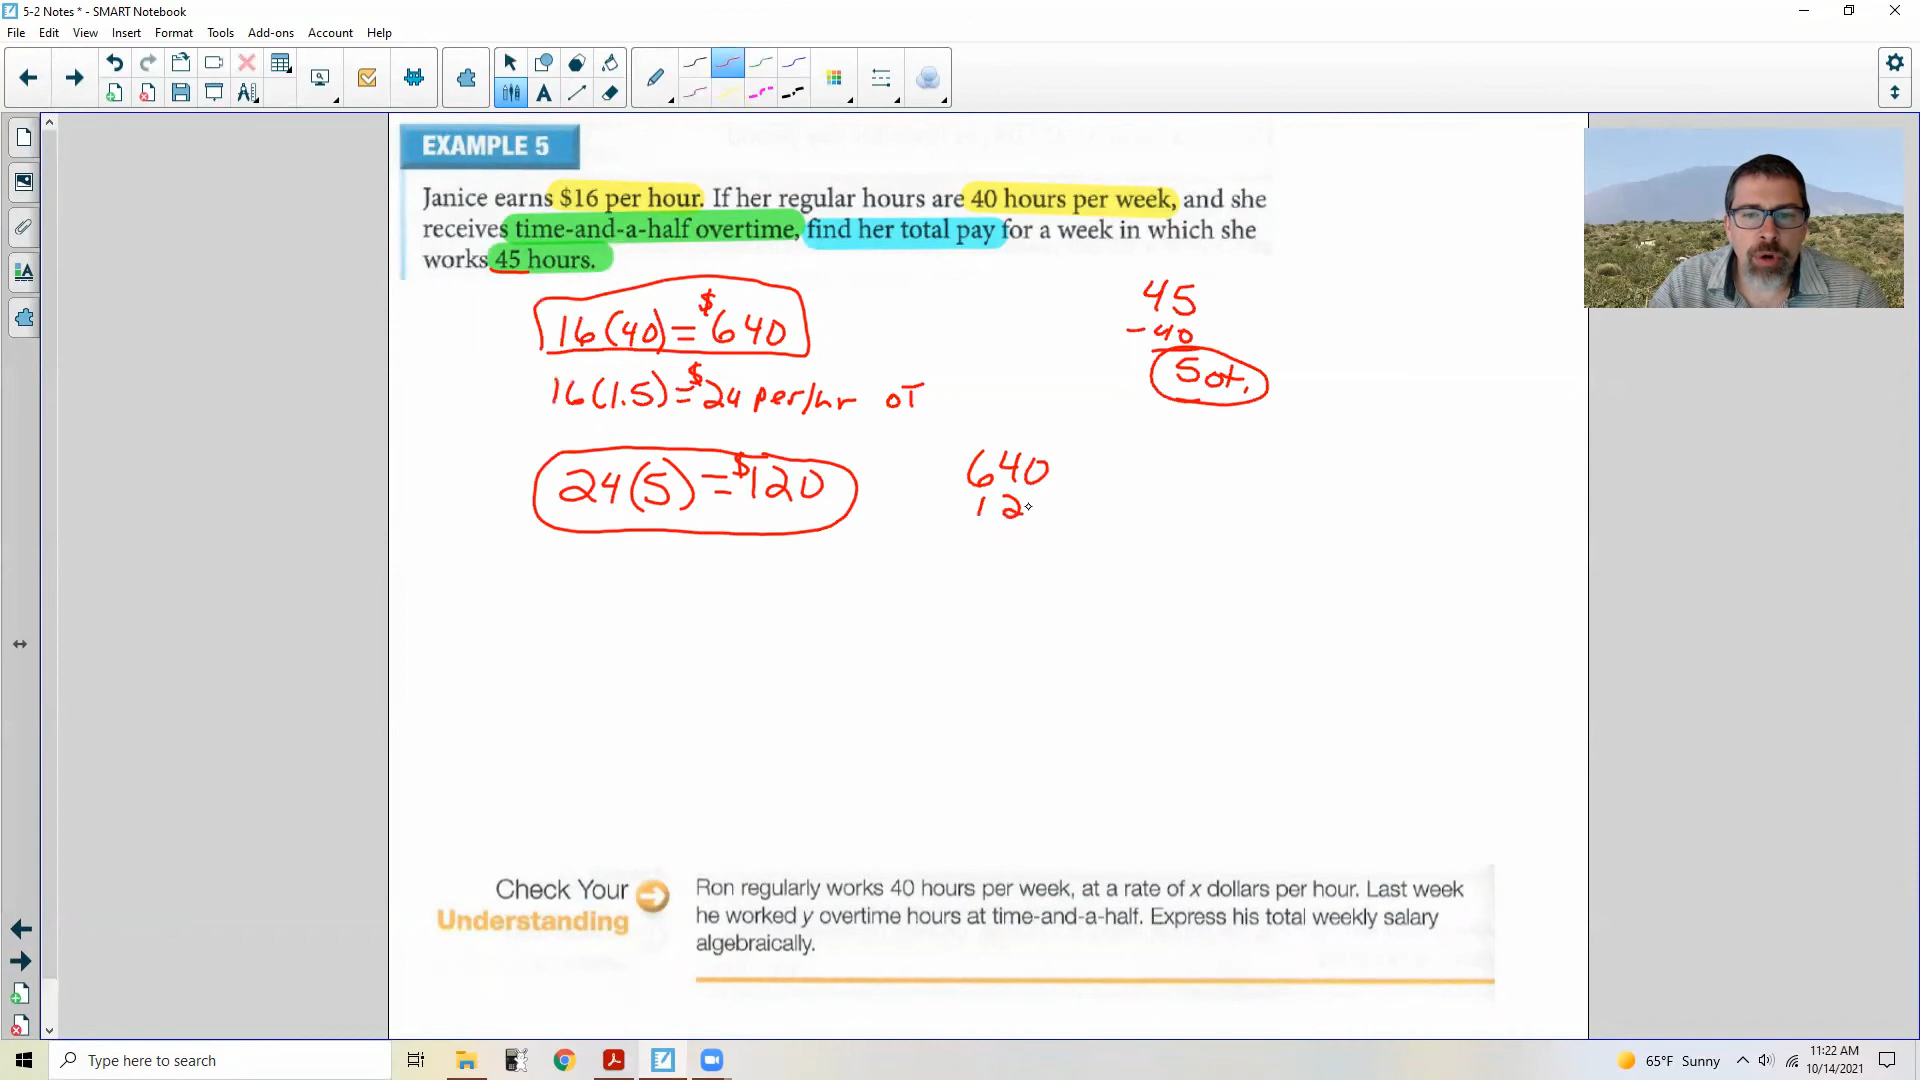 5-2 Notes * - SMART Notebook
File Edit View Insert Format Tools Add-ons Account Help
EXAMPLE 5
Janice earns $16 per hour. If her regular hours are 40 hours per week, and she
receives time-and-a-half overtime, find her total pay for a week in which she
works 45 hours.
16(40)=$640
45
-40
5 ot.
16(1.5)=$24 per/hr OT
24(5)=$120
640
12
Check Your
Understanding
Ron regularly works 40 hours per week, at a rate of x dollars per hour. Last week
he worked y overtime hours at time-and-a-half. Express his total weekly salary
algebraically.
Type here to search
65°F Sunny
11:22 AM
10/14/2021